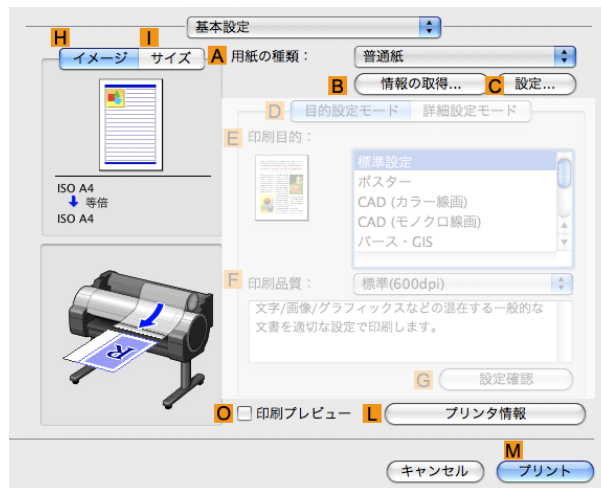 基本設定
H I
イメージ サイズ
A 用紙の種類： 普通紙
B 情報の取得... C 設定...
D 目的設定モード 詳細設定モード
E 印刷目的：
標準設定
ポスター
CAD (カラー線画)
CAD (モノクロ線画)
パース・GIS
ISO A4
等倍
ISO A4
F 印刷品質： 標準(600dpi)
文字/画像/グラフィックスなどの混在する一般的な
文書を適切な設定で印刷します。
G 設定確認
O 印刷プレビュー L プリンタ情報
M
キャンセル プリント
R